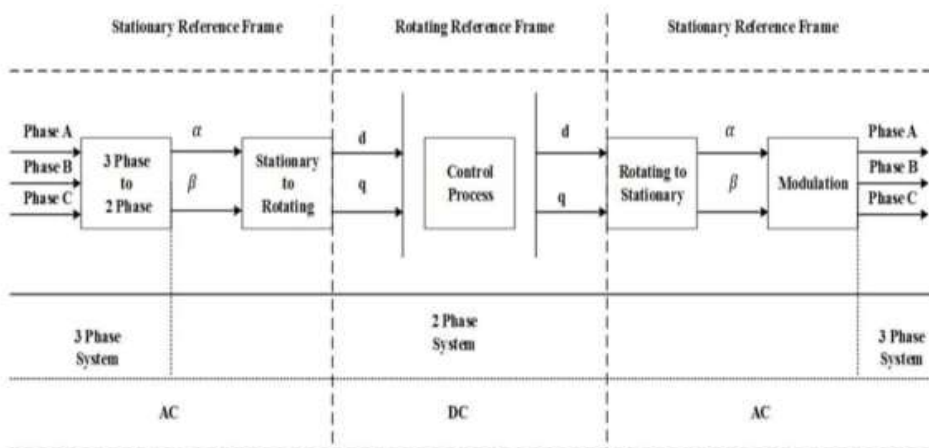 Stationary Reference Frame
Rotating Reference Frame
Stationary Reference Frame
Phase A
Phase B
Phase C
3 Phase
to
2 Phase
α
β
Stationary
to
Rotating
d
q
Control
Process
d
q
Rotating to
Stationary
α
β
Modulation
Phase A
Phase B
Phase C
3 Phase
System
2 Phase
System
3 Phase
System
AC
DC
AC